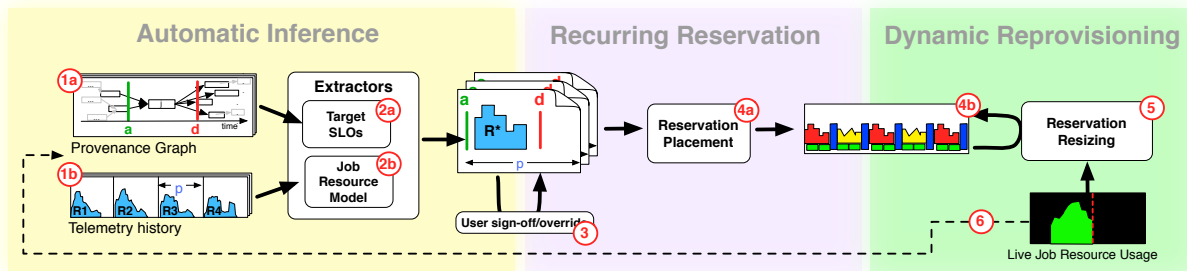 Automatic Inference
Recurring Reservation
Dynamic Reprovisioning
1a
a
d
time
Provenance Graph
1b
p
R1
R2
R3
R4
Telemetry history
Extractors
Target
SLOs
2a
Job
Resource
Model
2b
a
d
R*
p
User sign-off/override
3
Reservation
Placement
4a
4b
Reservation
Resizing
5
6
Live Job Resource Usage